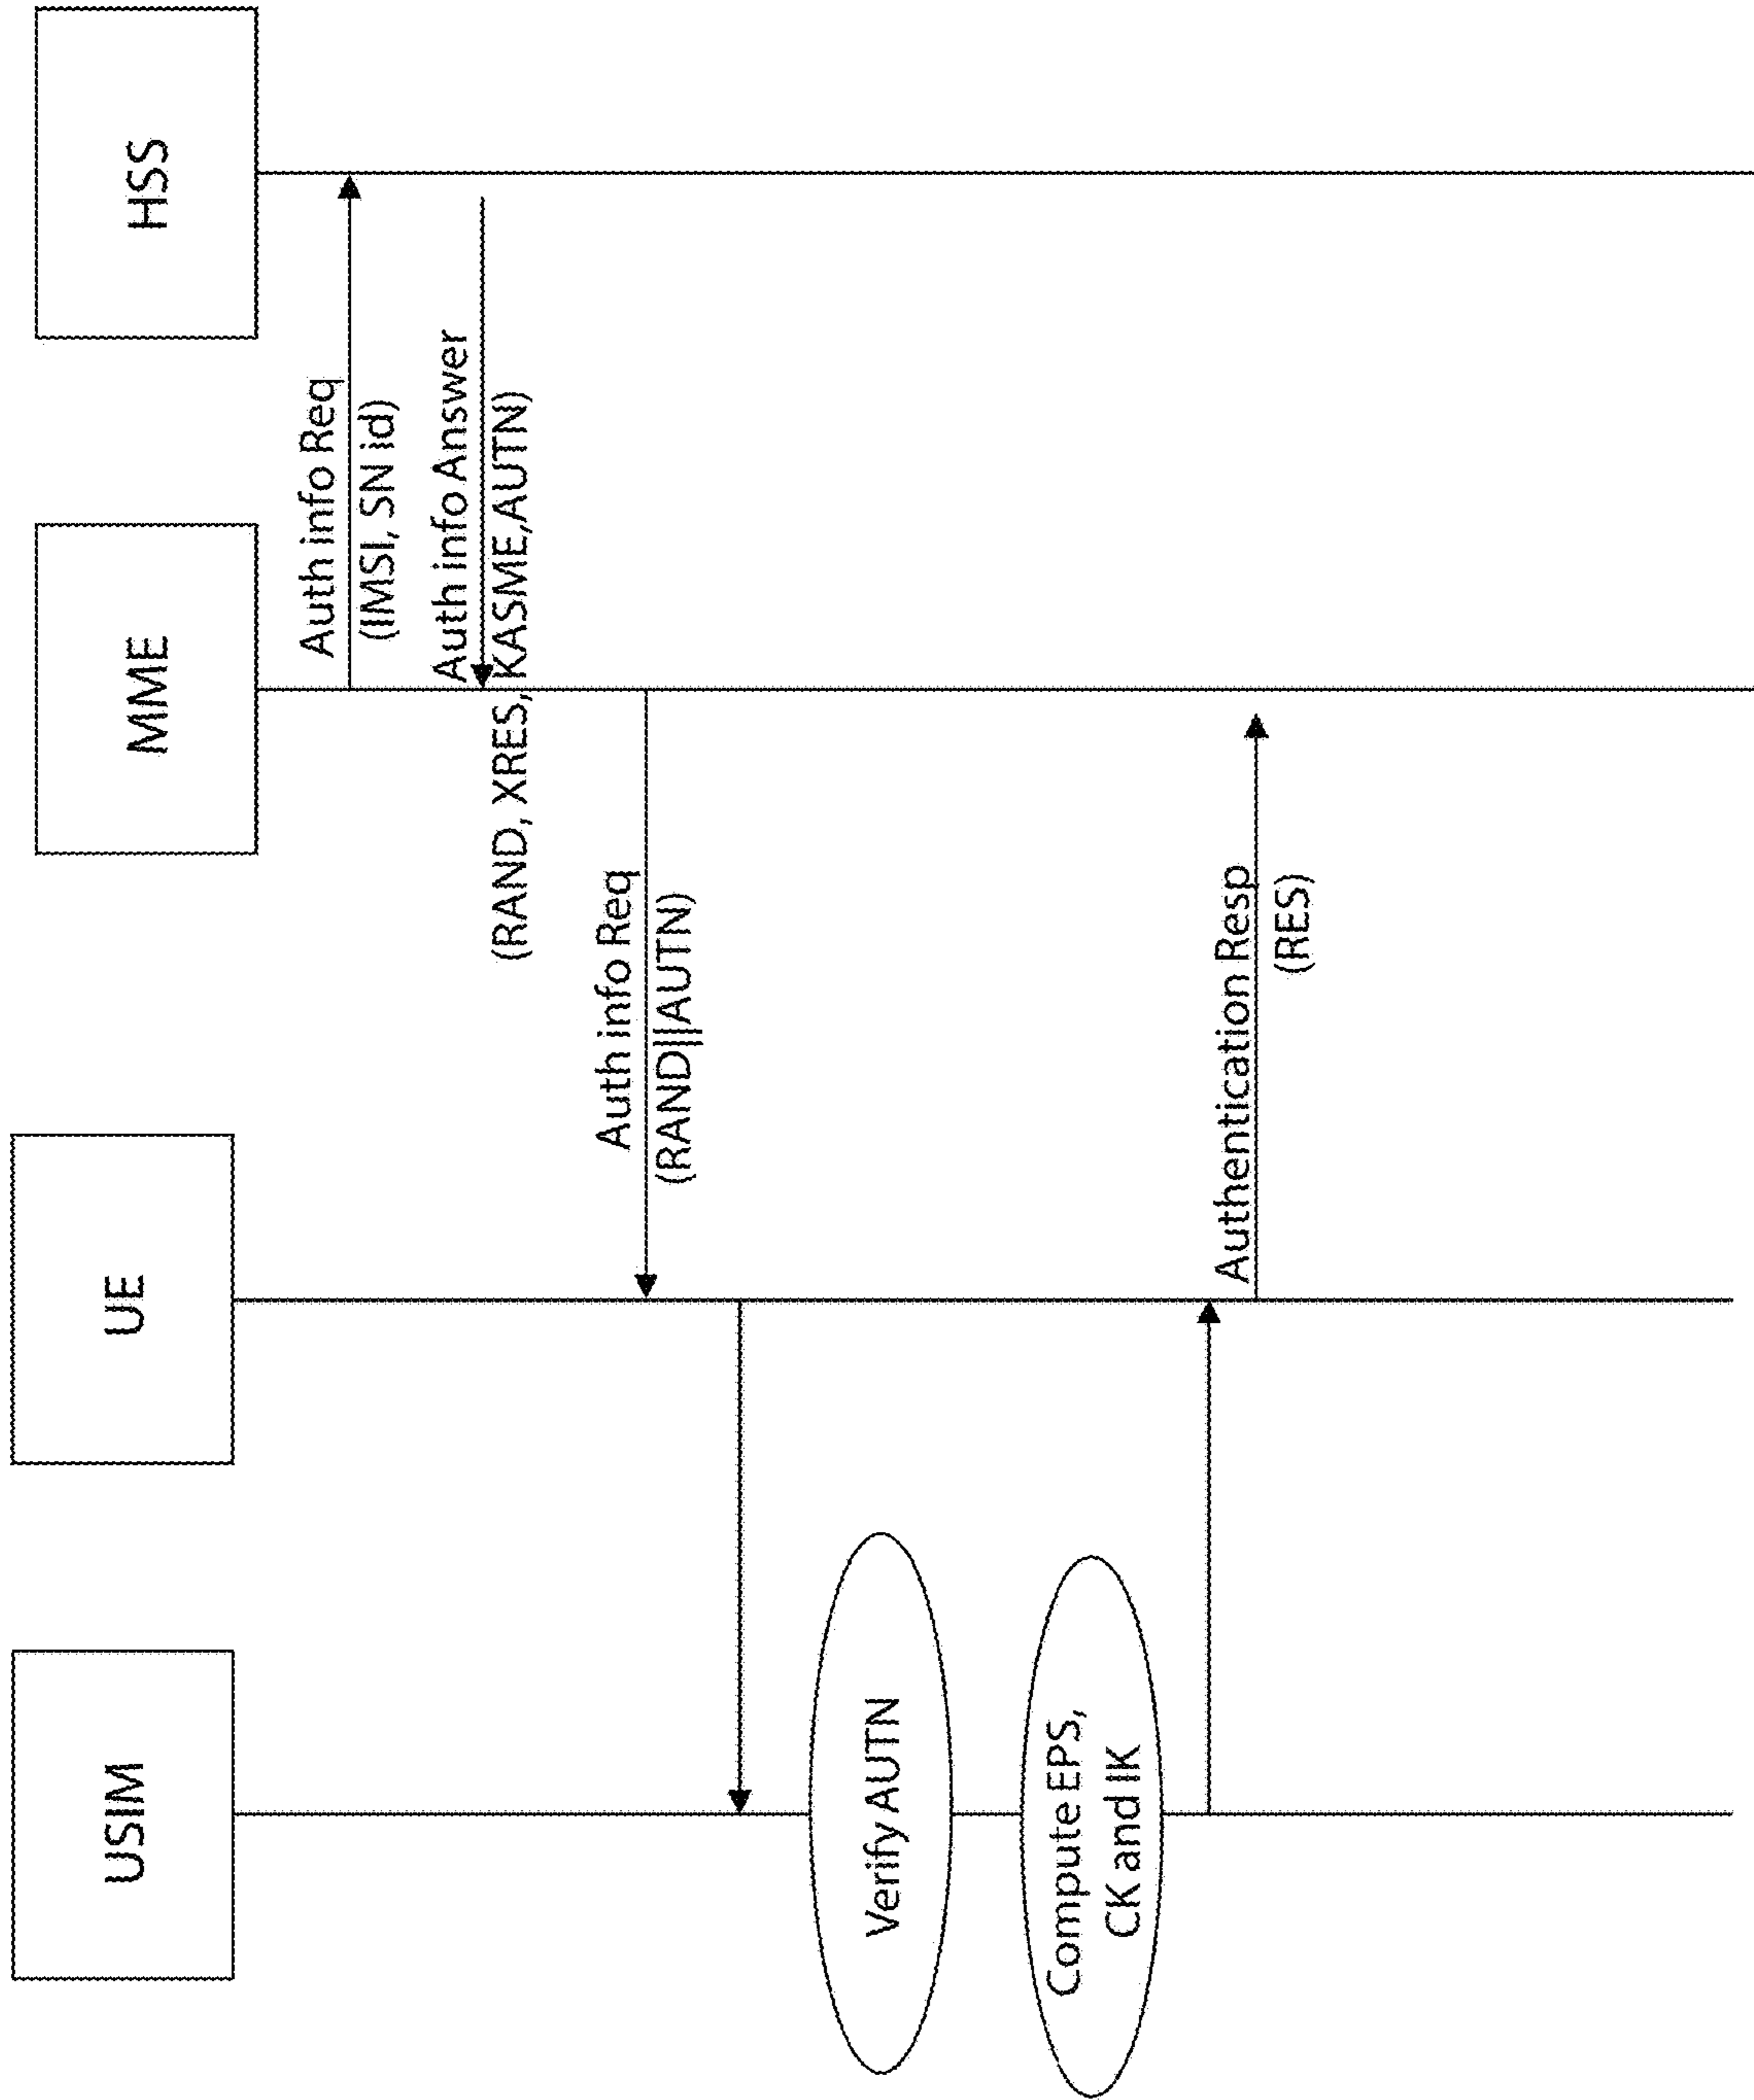 USIM
UE
MME
HSS
Auth info Req
(IMSI, SN id)
Auth info Answer
(RAND, XRES, KASME,AUTN)
Auth info Req
(RAND||AUTN)
Verify AUTN
Compute EPS,
CK and IK
Authentication Resp
(RES)